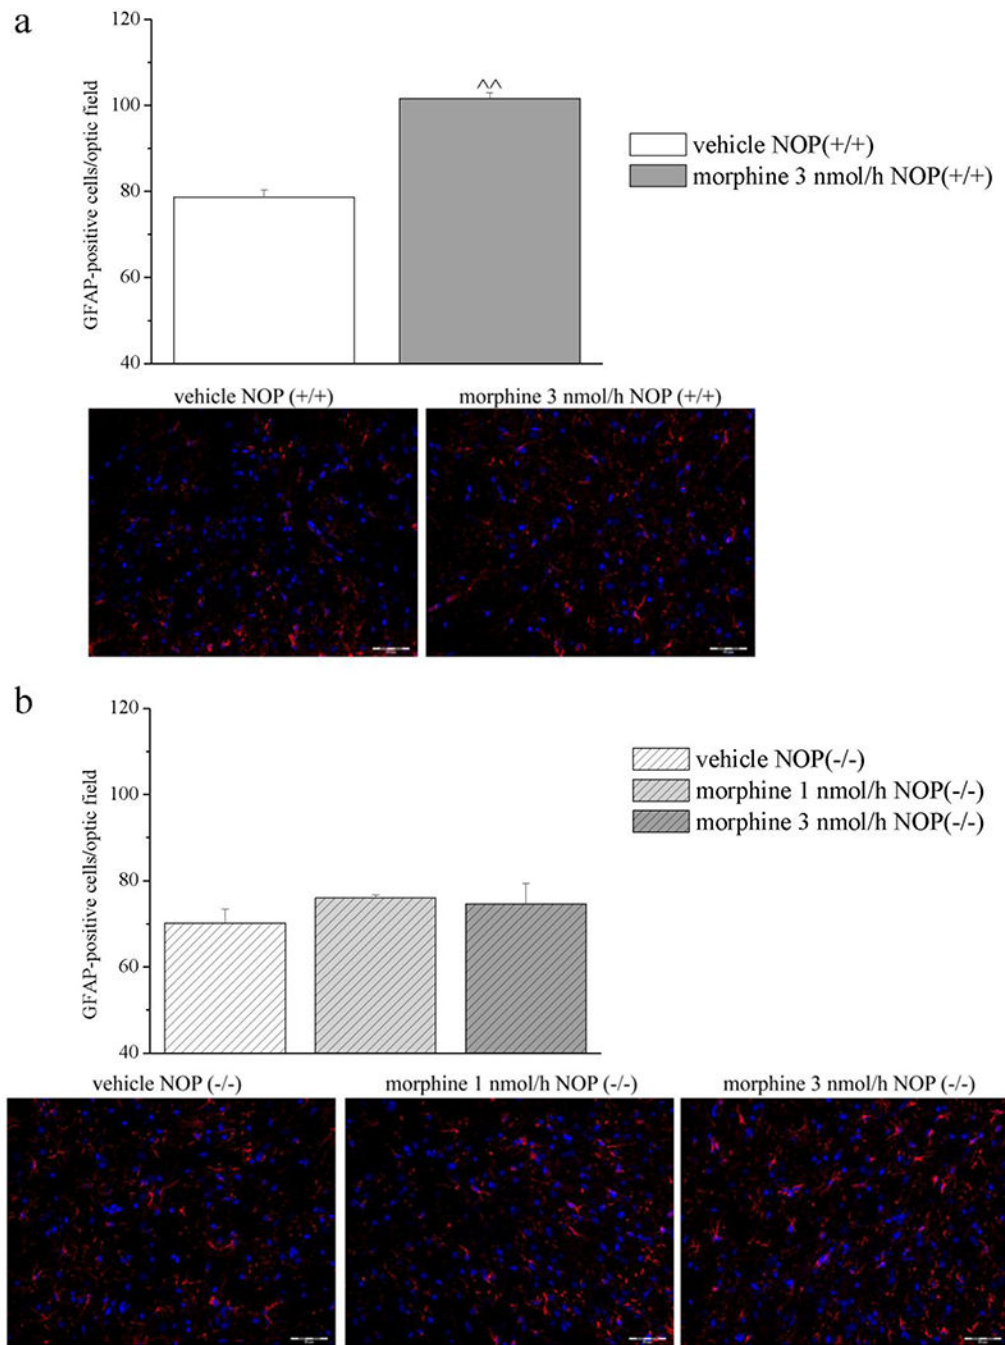 a
120
100
80
60
40
GFAP-positive cells/optic field
^^
vehicle NOP(+/+)
morphine 3 nmol/h NOP(+/+)
vehicle NOP (+/+)
morphine 3 nmol/h NOP (+/+)
b
120
100
80
60
40
GFAP-positive cells/optic field
vehicle NOP(-/-)
morphine 1 nmol/h NOP(-/-)
morphine 3 nmol/h NOP(-/-)
vehicle NOP (-/-)
morphine 1 nmol/h NOP (-/-)
morphine 3 nmol/h NOP (-/-)